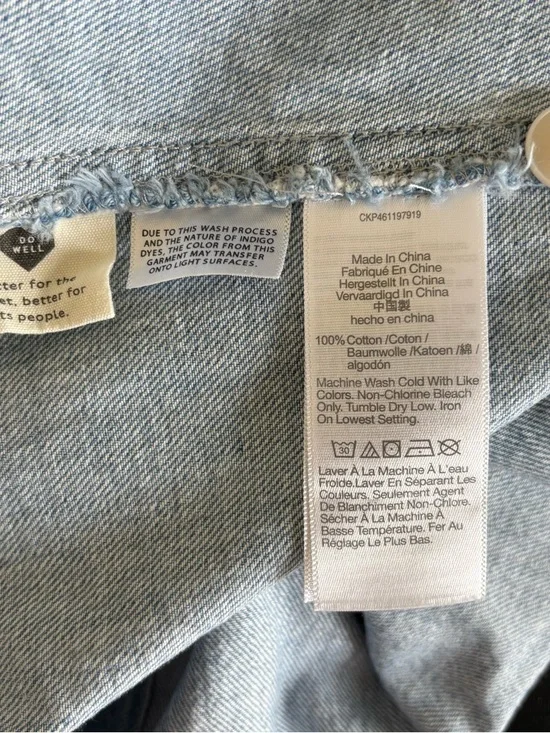 DO
WELL
tter for the
et, better for
ts people.
DUE TO THIS WASH PROCESS
AND THE NATURE OF INDIGO
DYES, THE COLOR FROM THIS
GARMENT MAY TRANSFER
ONTO LIGHT SURFACES.
CKP461197919
Made In China
Fabriqué En Chine
Hergestellt In China
Vervaardigd In China
中国製
hecho en china
100% Cotton /Coton /
Baumwolle /Katoen /綿 /
algodón
Machine Wash Cold With Like
Colors. Non-Chlorine Bleach
Only. Tumble Dry Low. Iron
On Lowest Setting.
30
Laver À La Machine À L'eau
Froide.Laver En Séparant Les
Couleurs. Seulement Agent
De Blanchiment Non-Chlore.
Sécher À La Machine À
Basse Température. Fer Au
Réglage Le Plus Bas.